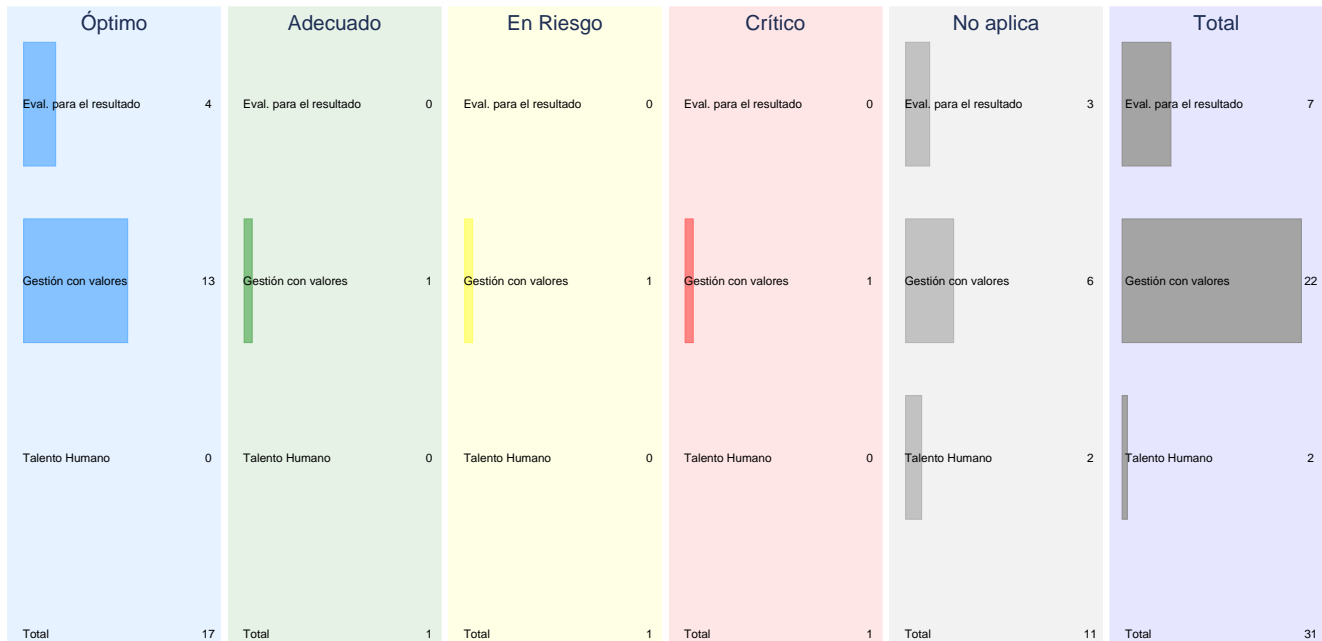 Óptimo
Adecuado
En Riesgo
Crítico
No aplica
Total
Eval. para el resultado 4
Eval. para el resultado 0
Eval. para el resultado 0
Eval. para el resultado 0
Eval. para el resultado 3
Eval. para el resultado 7
Gestión con valores 13
Gestión con valores 1
Gestión con valores 1
Gestión con valores 1
Gestión con valores 6
Gestión con valores 22
Talento Humano 0
Talento Humano 0
Talento Humano 0
Talento Humano 0
Talento Humano 2
Talento Humano 2
Total 17
Total 1
Total 1
Total 1
Total 11
Total 31